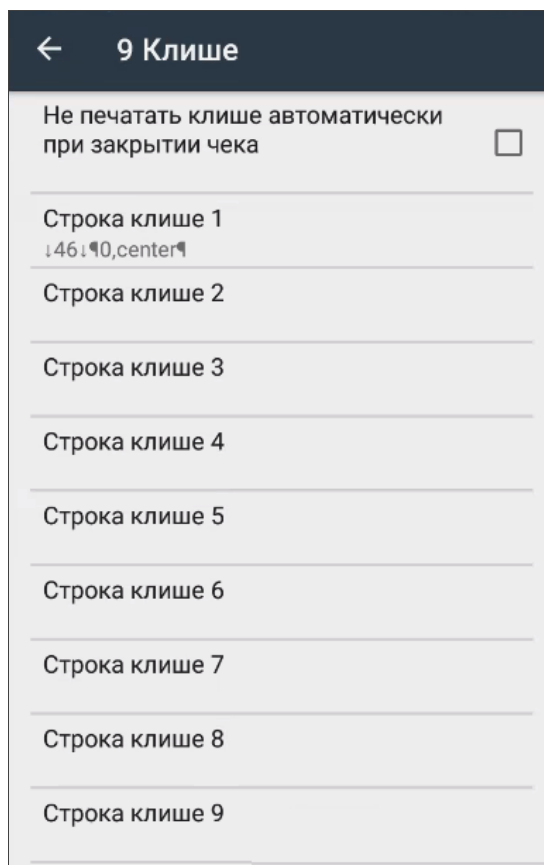 9 Клише
Не печатать клише автоматически
при закрытии чека
Строка клише 1
↓46↓¶0,center¶
Строка клише 2
Строка клише 3
Строка клише 4
Строка клише 5
Строка клише 6
Строка клише 7
Строка клише 8
Строка клише 9